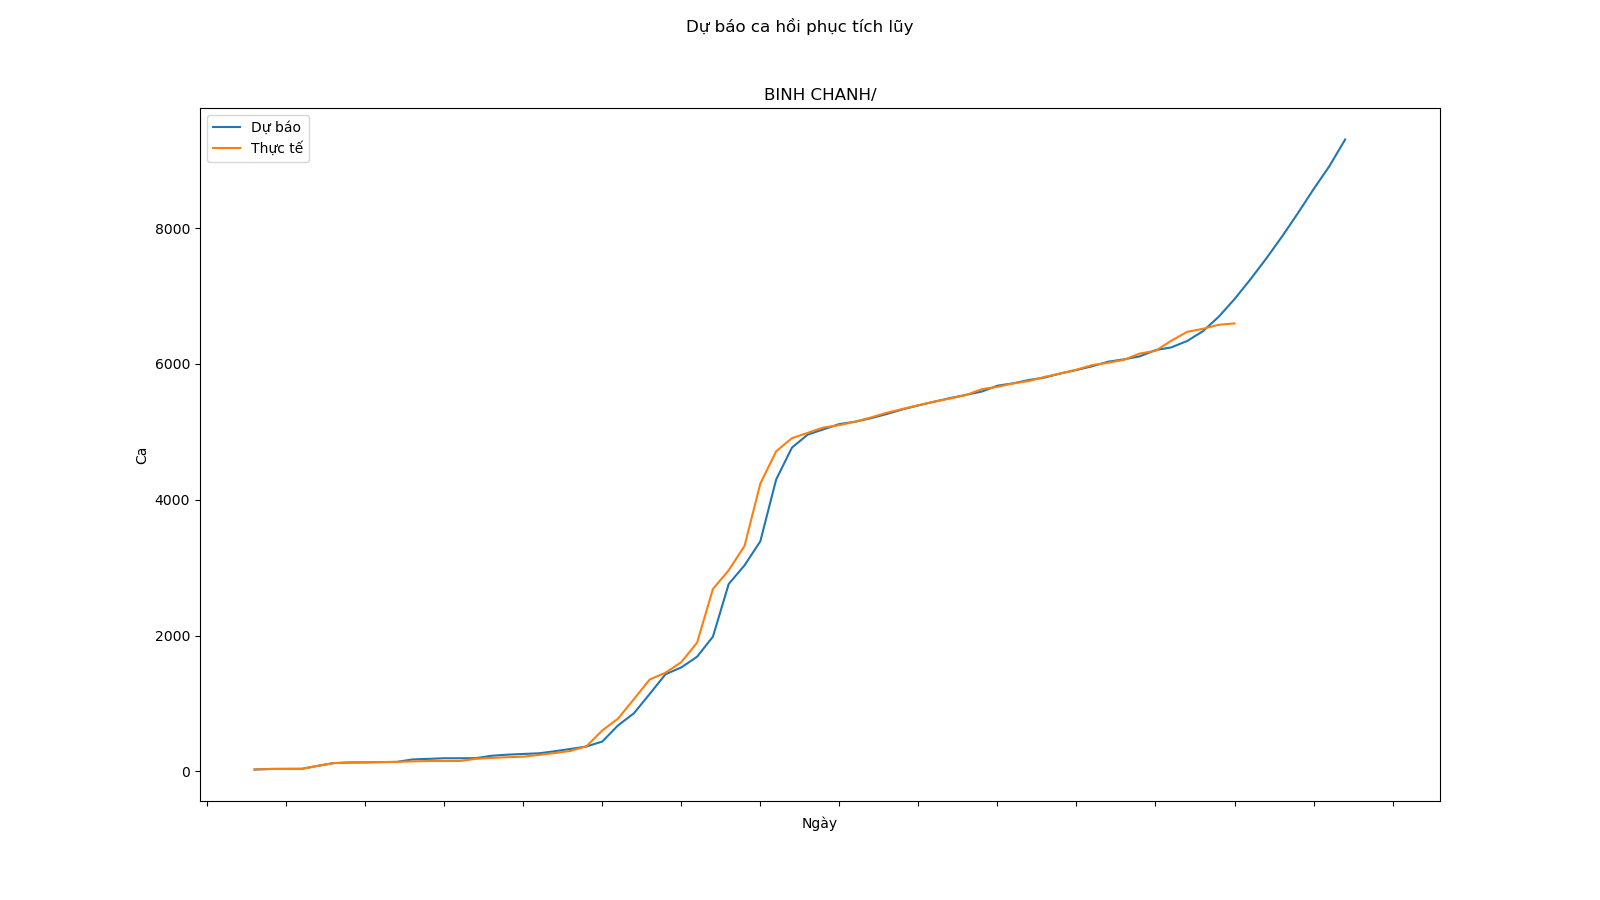 Dự báo ca hồi phục tích lũy
BINH CHANH/
Dự báo
Thực tế
8000
6000
4000
2000
0
Ca
Ngày